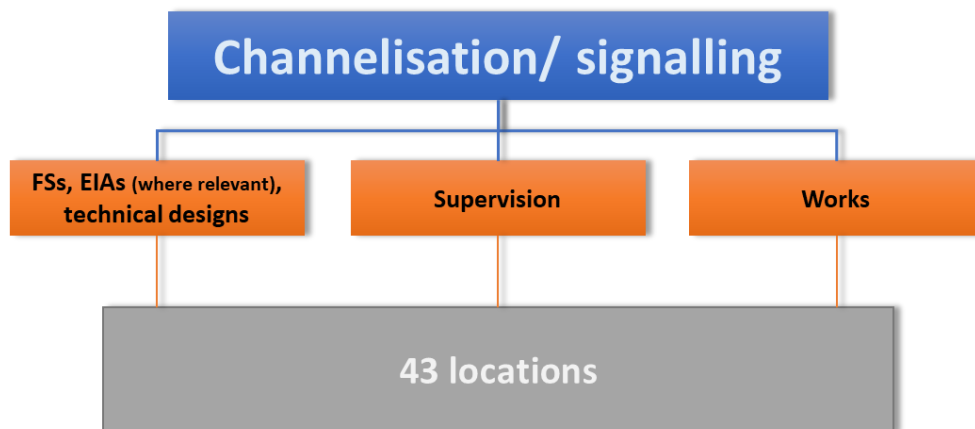 Channelisation/ signalling
FSs, EIAs (where relevant),
technical designs
Supervision
Works
43 locations